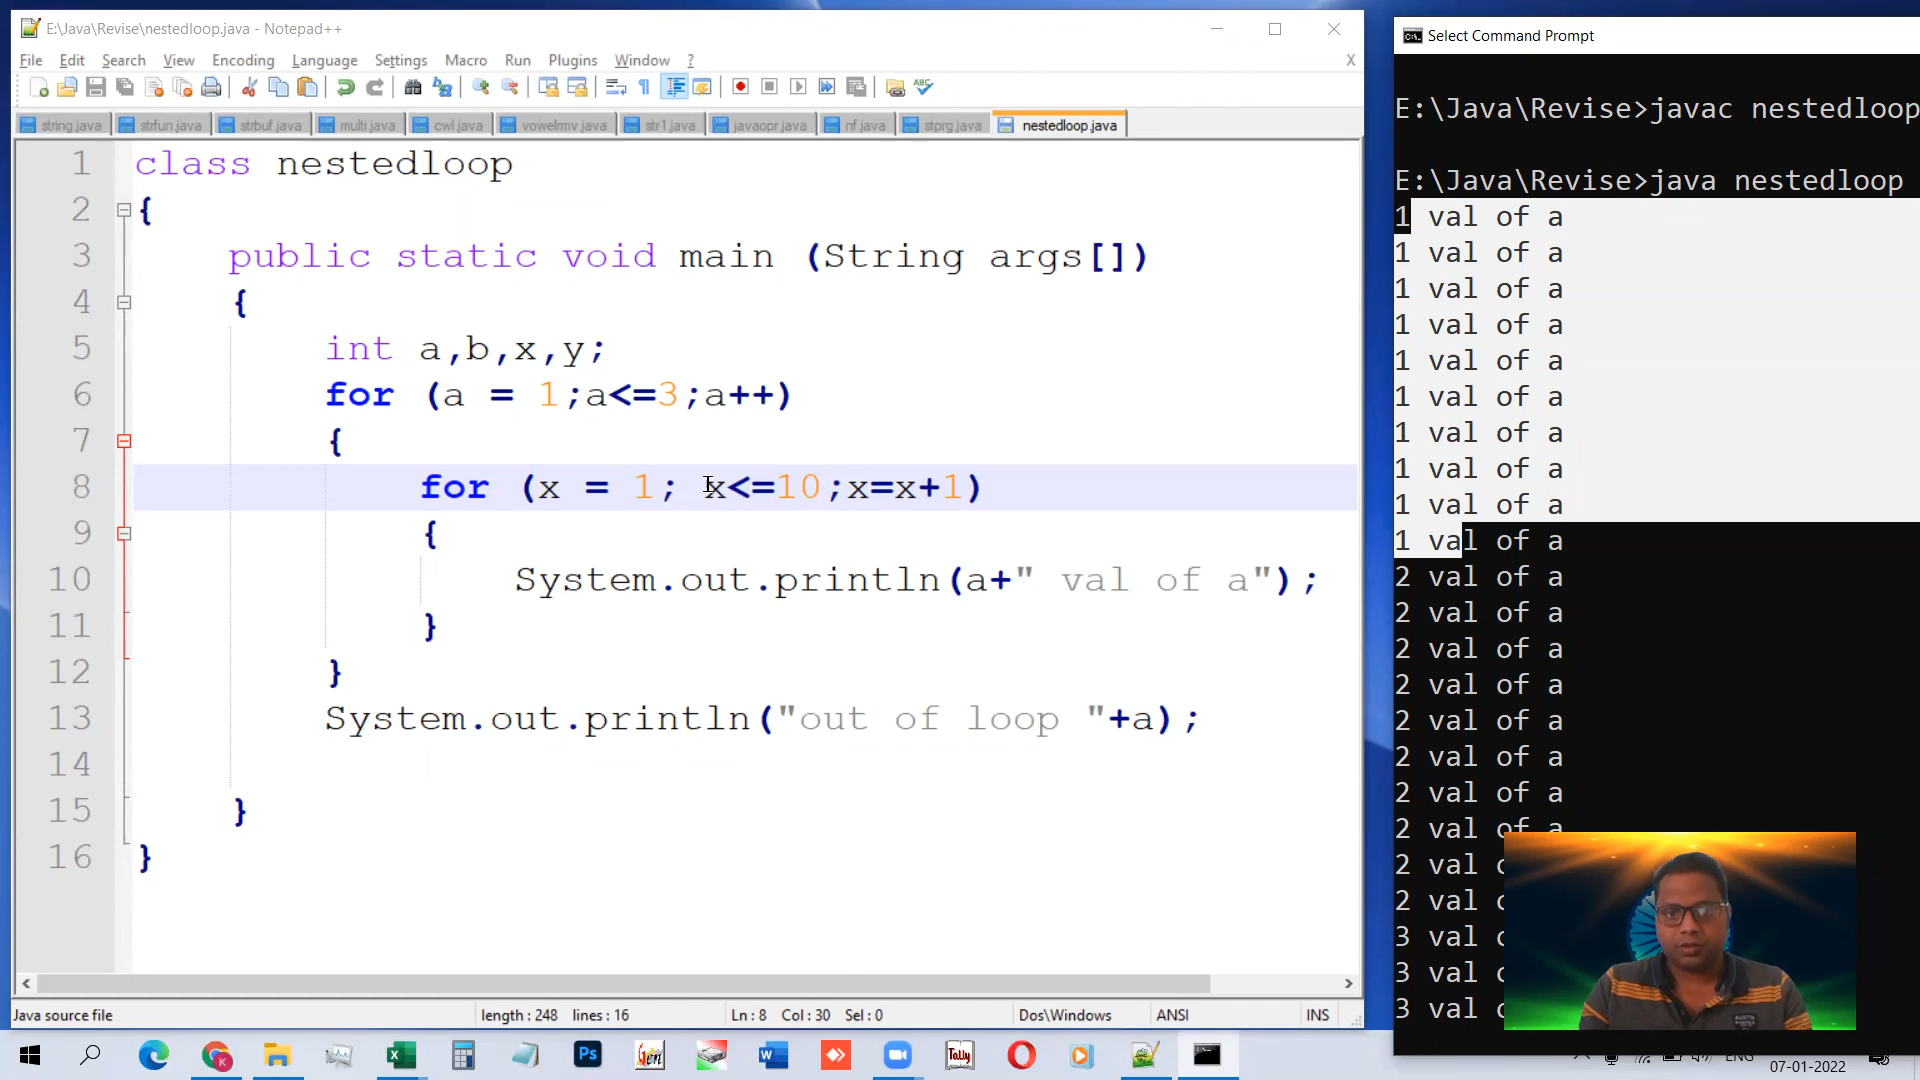 E:\Java\Revise\nestedloop.java - Notepad++
File Edit Search View Encoding Language Settings Macro Run Plugins Window ?
X
string.java strfun.java strbuf.java multi.java cwl.java vowelrmv.java str1.java javaopr.java nf.java stprg.java nestedloop.java
1 class nestedloop
2 {
3 public static void main (String args[])
4 {
5 int a,b,x,y;
6 for (a = 1;a<=3;a++)
7 {
8 for (x = 1; x<=10;x=x+1)
9 {
10 System.out.println(a+" val of a");
11 }
12 }
13 System.out.println("out of loop "+a);
14
15 }
16 }
Java source file length : 248 lines : 16 Ln : 8 Col : 30 Sel : 0 Dos\Windows ANSI INS
Select Command Prompt
E:\Java\Revise>javac nestedloop
E:\Java\Revise>java nestedloop
1 val of a
1 val of a
1 val of a
1 val of a
1 val of a
1 val of a
1 val of a
1 val of a
1 val of a
1 val of a
2 val of a
2 val of a
2 val of a
2 val of a
2 val of a
2 val of a
2 val of a
2 val of a
2 val
2 val
3 val
3 val
3 val
Ps
Gen
Tally
ENG
07-01-2022